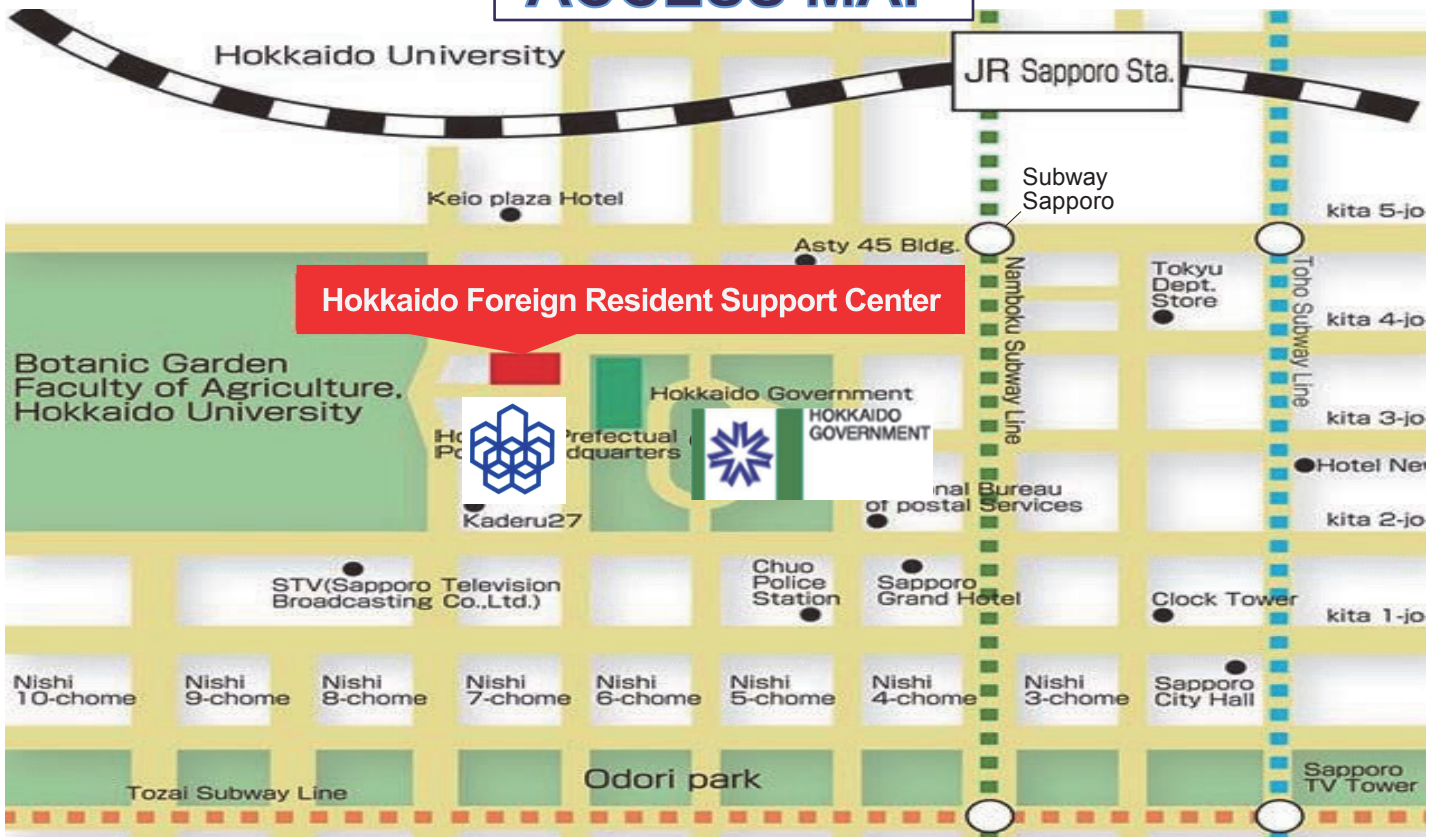 ACCESS MAP
Hokkaido University
JR Sapporo Sta.
Subway
Sapporo
Keio plaza Hotel
kita 5-jo
Asty 45 Bldg.
Tokyu
Dept.
Store
Namboku Subway Line
Toho Subway Line
Hokkaido Foreign Resident Support Center
kita 4-jo
Botanic Garden
Faculty of Agriculture,
Hokkaido University
Hokkaido Government
HOKKAIDO
GOVERNMENT
kita 3-jo
Prefectual
Hotel
Bureau
of postal Services
Kaderu27
kita 2-jo
STV(Sapporo Television
Broadcasting Co.,Ltd.)
Chuo
Police
Station
Sapporo
Grand Hotel
Clock Tower
kita 1-jo
Nishi
10-chome
Nishi
9-chome
Nishi
8-chome
Nishi
7-chome
Nishi
6-chome
Nishi
5-chome
Nishi
4-chome
Nishi
3-chome
Sapporo
City Hall
Odori park
Tozai Subway Line
Sapporo
TV Tower